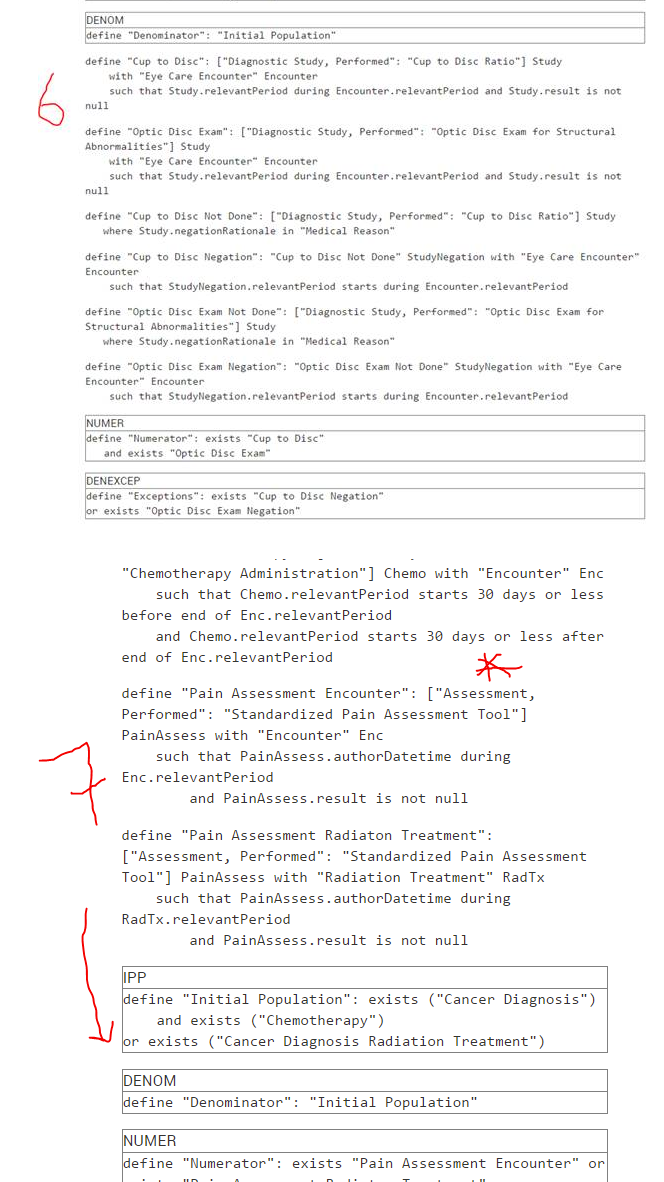 DENOM
define "Denominator": "Initial Population"
define "Cup to Disc": ["Diagnostic Study, Performed": "Cup to Disc Ratio"] Study
with "Eye Care Encounter" Encounter
such that Study.relevantPeriod during Encounter.relevantPeriod and Study.result is not
null
6
define "Optic Disc Exam": ["Diagnostic Study, Performed": "Optic Disc Exam for Structural
Abnormalities"] Study
with "Eye Care Encounter" Encounter
such that Study.relevantPeriod during Encounter.relevantPeriod and Study.result is not
null
define "Cup to Disc Not Done": ["Diagnostic Study, Performed": "Cup to Disc Ratio"] Study
where Study.negationRationale in "Medical Reason"
define "Cup to Disc Negation": "Cup to Disc Not Done" StudyNegation with "Eye Care Encounter"
Encounter
such that StudyNegation.relevantPeriod starts during Encounter.relevantPeriod
define "Optic Disc Exam Not Done": ["Diagnostic Study, Performed": "Optic Disc Exam for
Structural Abnormalities"] Study
where Study.negationRationale in "Medical Reason"
define "Optic Disc Exam Negation": "Optic Disc Exam Not Done" StudyNegation with "Eye Care
Encounter" Encounter
such that StudyNegation.relevantPeriod starts during Encounter.relevantPeriod
NUMER
define "Numerator": exists "Cup to Disc"
and exists "Optic Disc Exam"
DENEXCEP
define "Exceptions": exists "Cup to Disc Negation"
or exists "Optic Disc Exam Negation"
"Chemotherapy Administration"] Chemo with "Encounter" Enc
such that Chemo.relevantPeriod starts 30 days or less
before end of Enc.relevantPeriod
and Chemo.relevantPeriod starts 30 days or less after
end of Enc.relevantPeriod
define "Pain Assessment Encounter": ["Assessment,
Performed": "Standardized Pain Assessment Tool"]
PainAssess with "Encounter" Enc
such that PainAssess.authorDatetime during
Enc.relevantPeriod
and PainAssess.result is not null
7
define "Pain Assessment Radiaton Treatment":
["Assessment, Performed": "Standardized Pain Assessment
Tool"] PainAssess with "Radiation Treatment" RadTx
such that PainAssess.authorDatetime during
RadTx.relevantPeriod
and PainAssess.result is not null
IPP
define "Initial Population": exists ("Cancer Diagnosis")
and exists ("Chemotherapy")
or exists ("Cancer Diagnosis Radiation Treatment")
DENOM
define "Denominator": "Initial Population"
NUMER
define "Numerator": exists "Pain Assessment Encounter" or